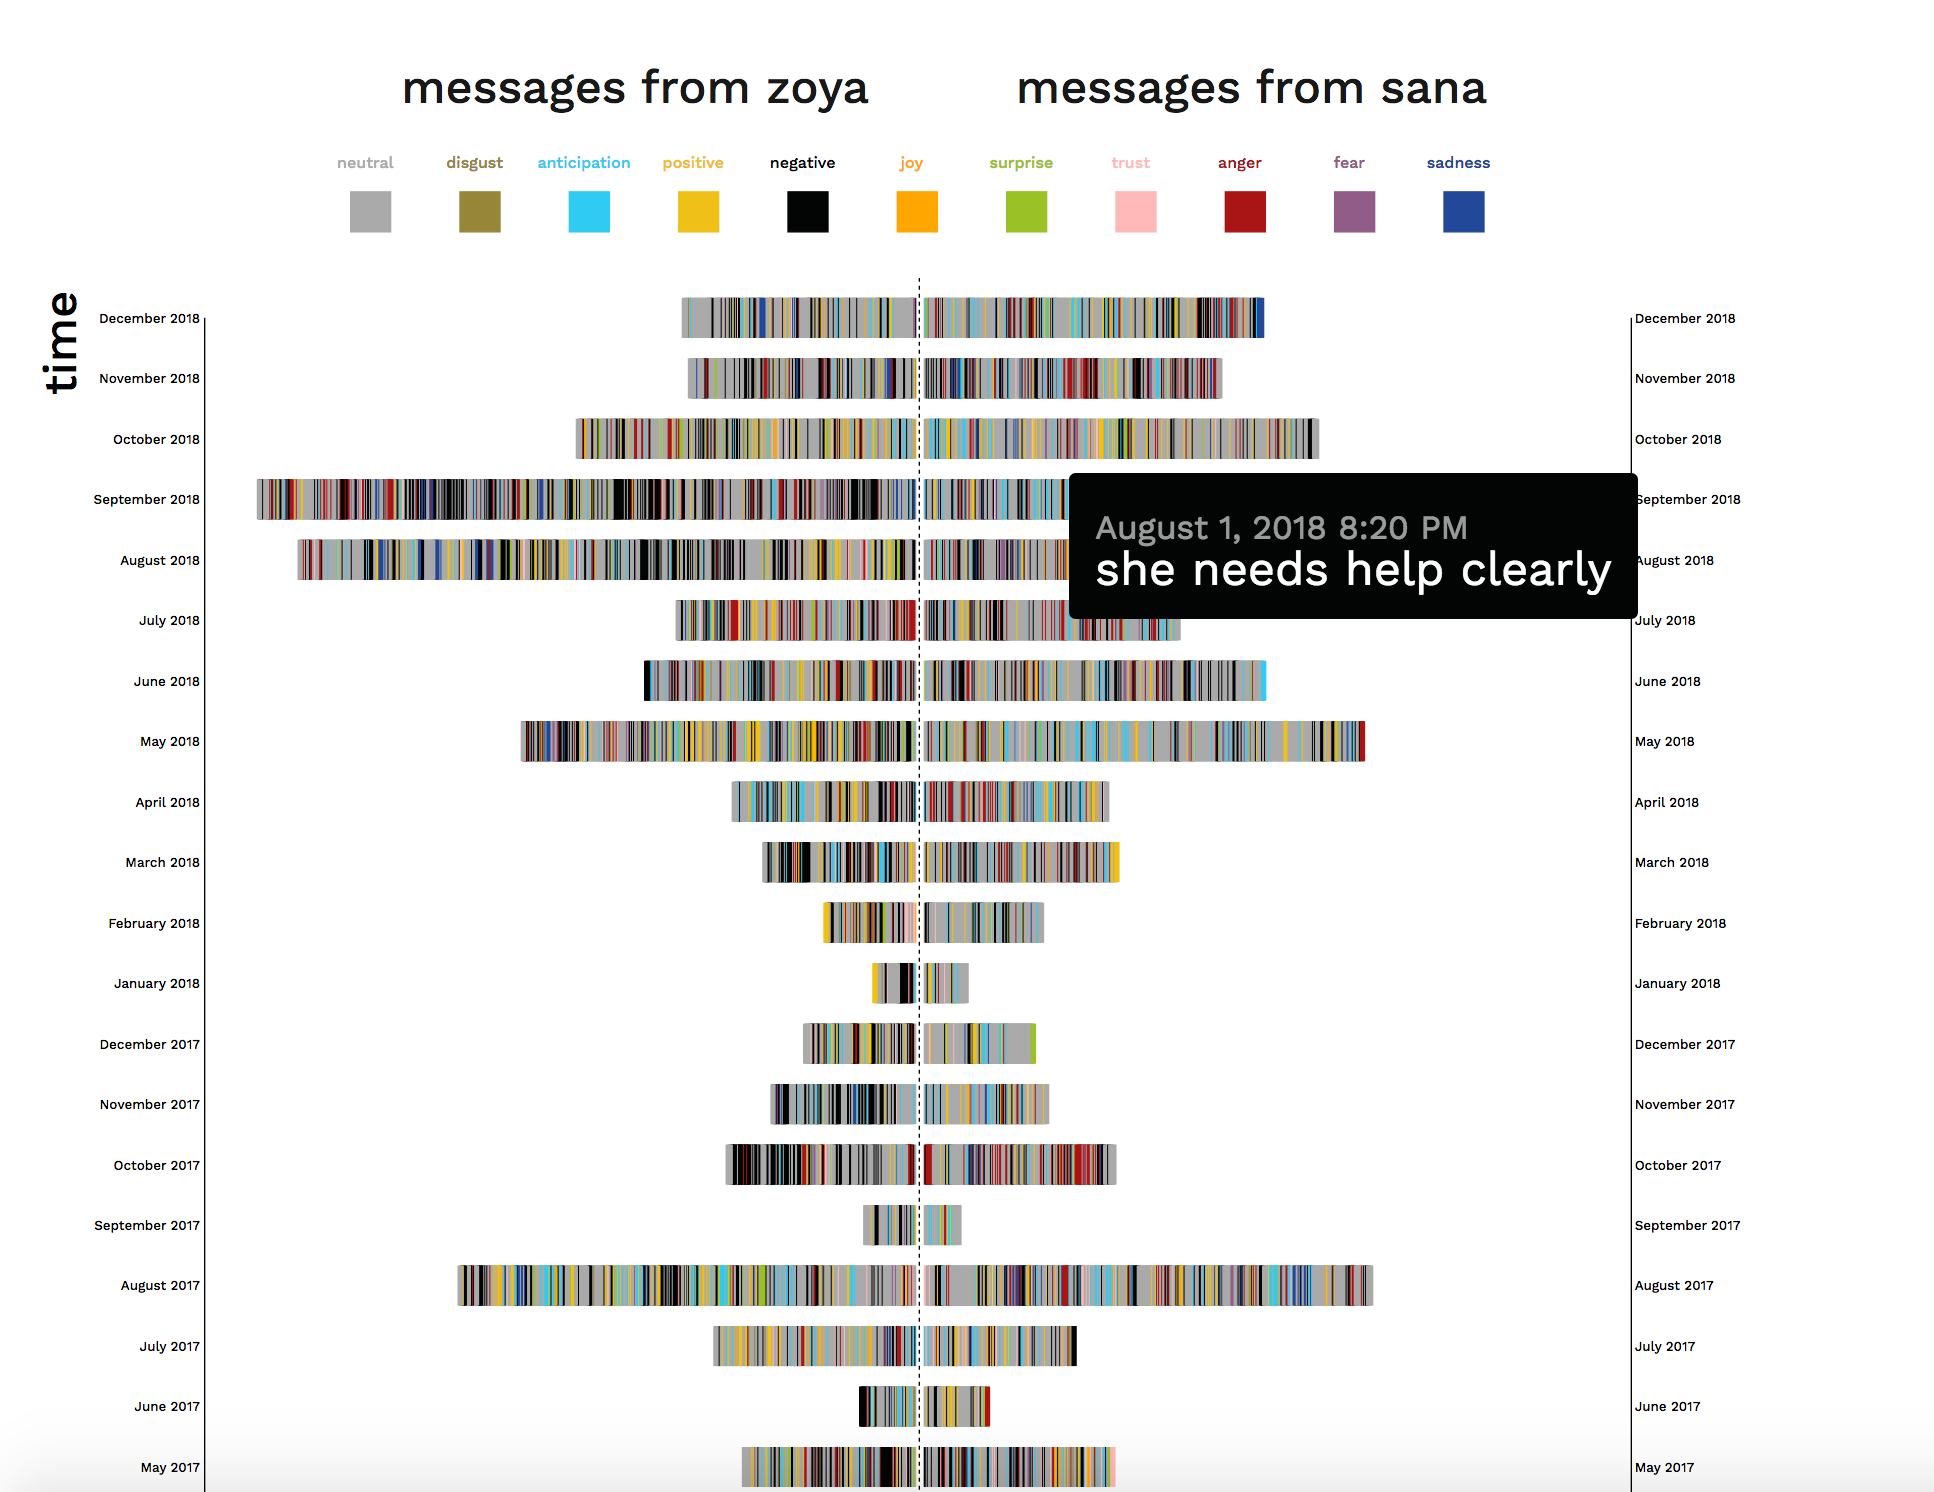 messages from zoya
messages from sana
neutral disgust anticipation positive negative joy surprise trust anger fear sadness
time
December 2018 December 2018
November 2018 November 2018
October 2018 October 2018
September 2018 September 2018
August 1, 2018 8:20 PM
she needs help clearly
August 2018 August 2018
July 2018 July 2018
June 2018 June 2018
May 2018 May 2018
April 2018 April 2018
March 2018 March 2018
February 2018 February 2018
January 2018 January 2018
December 2017 December 2017
November 2017 November 2017
October 2017 October 2017
September 2017 September 2017
August 2017 August 2017
July 2017 July 2017
June 2017 June 2017
May 2017 May 2017